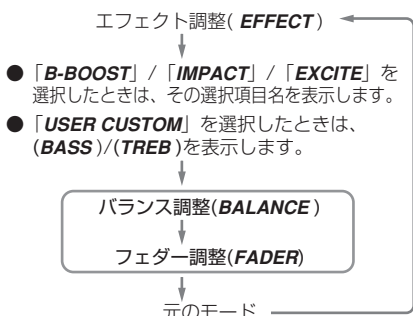 エフェクト調整( EFFECT )
●「B-BOOST」/「IMPACT」/「EXCITE」を
選択したときは、その選択項目名を表示します。
●「USER CUSTOM」を選択したときは、
(BASS )/(TREB )を表示します。
バランス調整(BALANCE )
フェダー調整(FADER)
元のモード